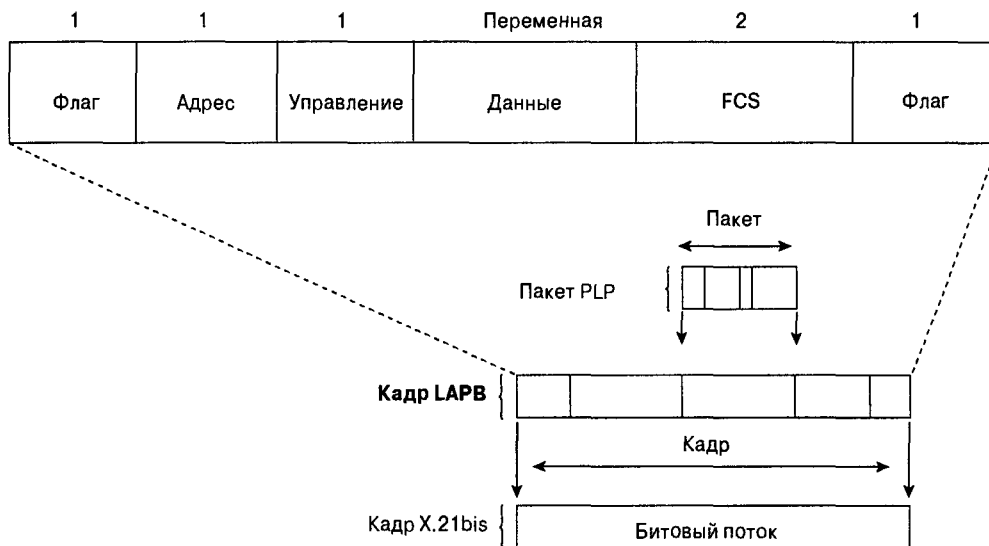 1 1 1 Переменная 2 1
Флаг Адрес Управление Данные FCS Флаг
Пакет
Пакет PLP
Кадр LAPB
Кадр
Кадр X.21bis
Битовый поток